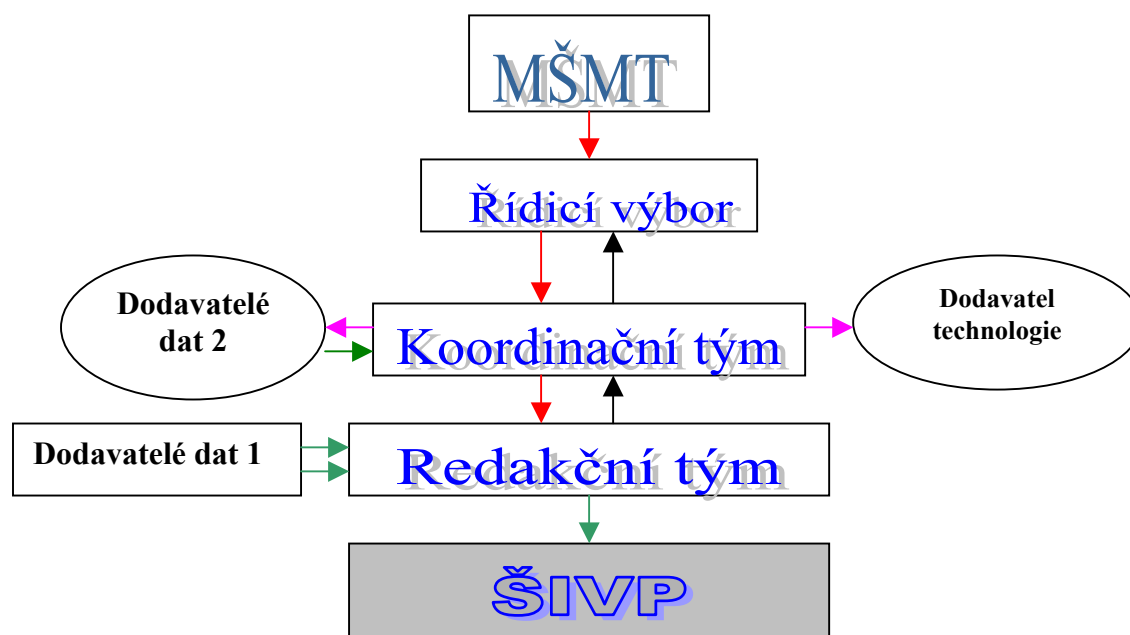 MŠMT
Řídicí výbor
Dodavatelé
dat 2
Koordinační tým
Dodavatel
technologie
Dodavatelé dat 1
Redakční tým
ŠIVP